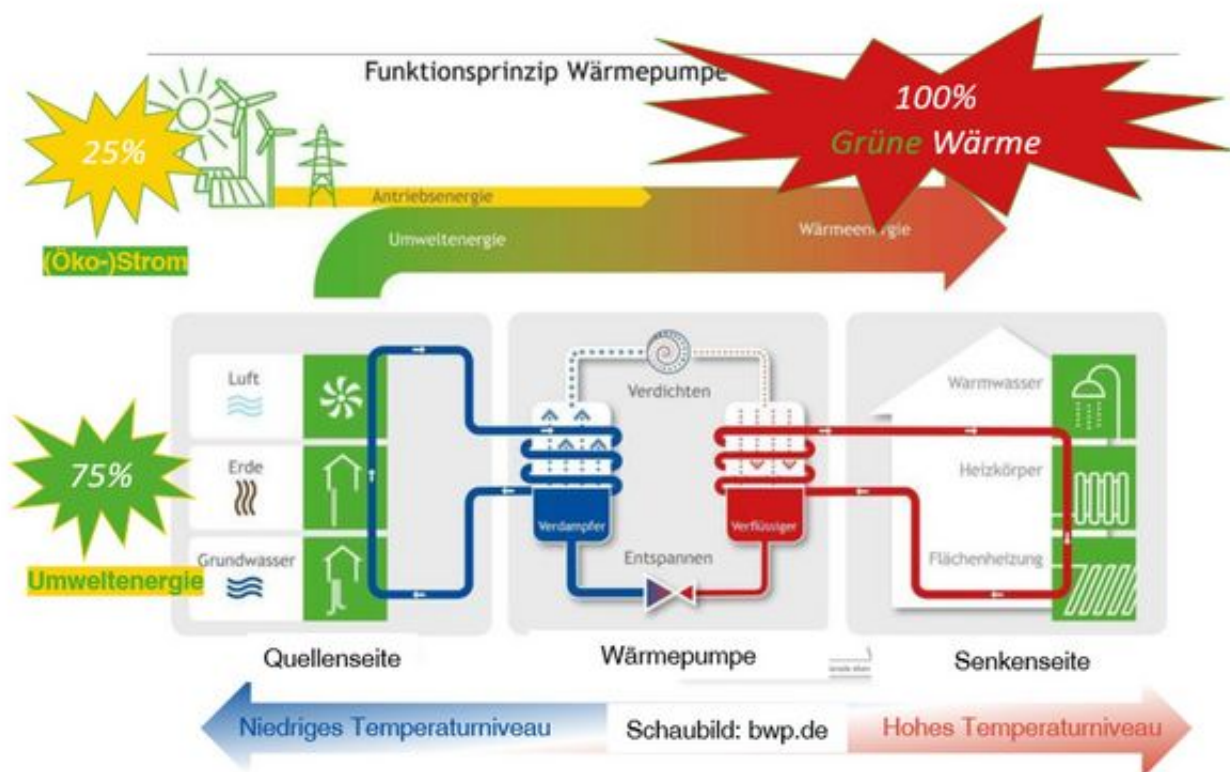 Funktionsprinzip Wärmepumpe
100%
Grüne Wärme
25%
Antriebsenergie
Umweltenergie
Wärmeenergie
(Öko-)Strom
Luft
Verdichten
Warmwasser
75%
Erde
Heizkörper
Verdampfer
Verflüssiger
Grundwasser
Entspannen
Flächenheizung
Umweltenergie
Quellenseite
Wärmepumpe
Senkenseite
Niedriges Temperaturniveau
Schaubild: bwp.de
Hohes Temperaturniveau